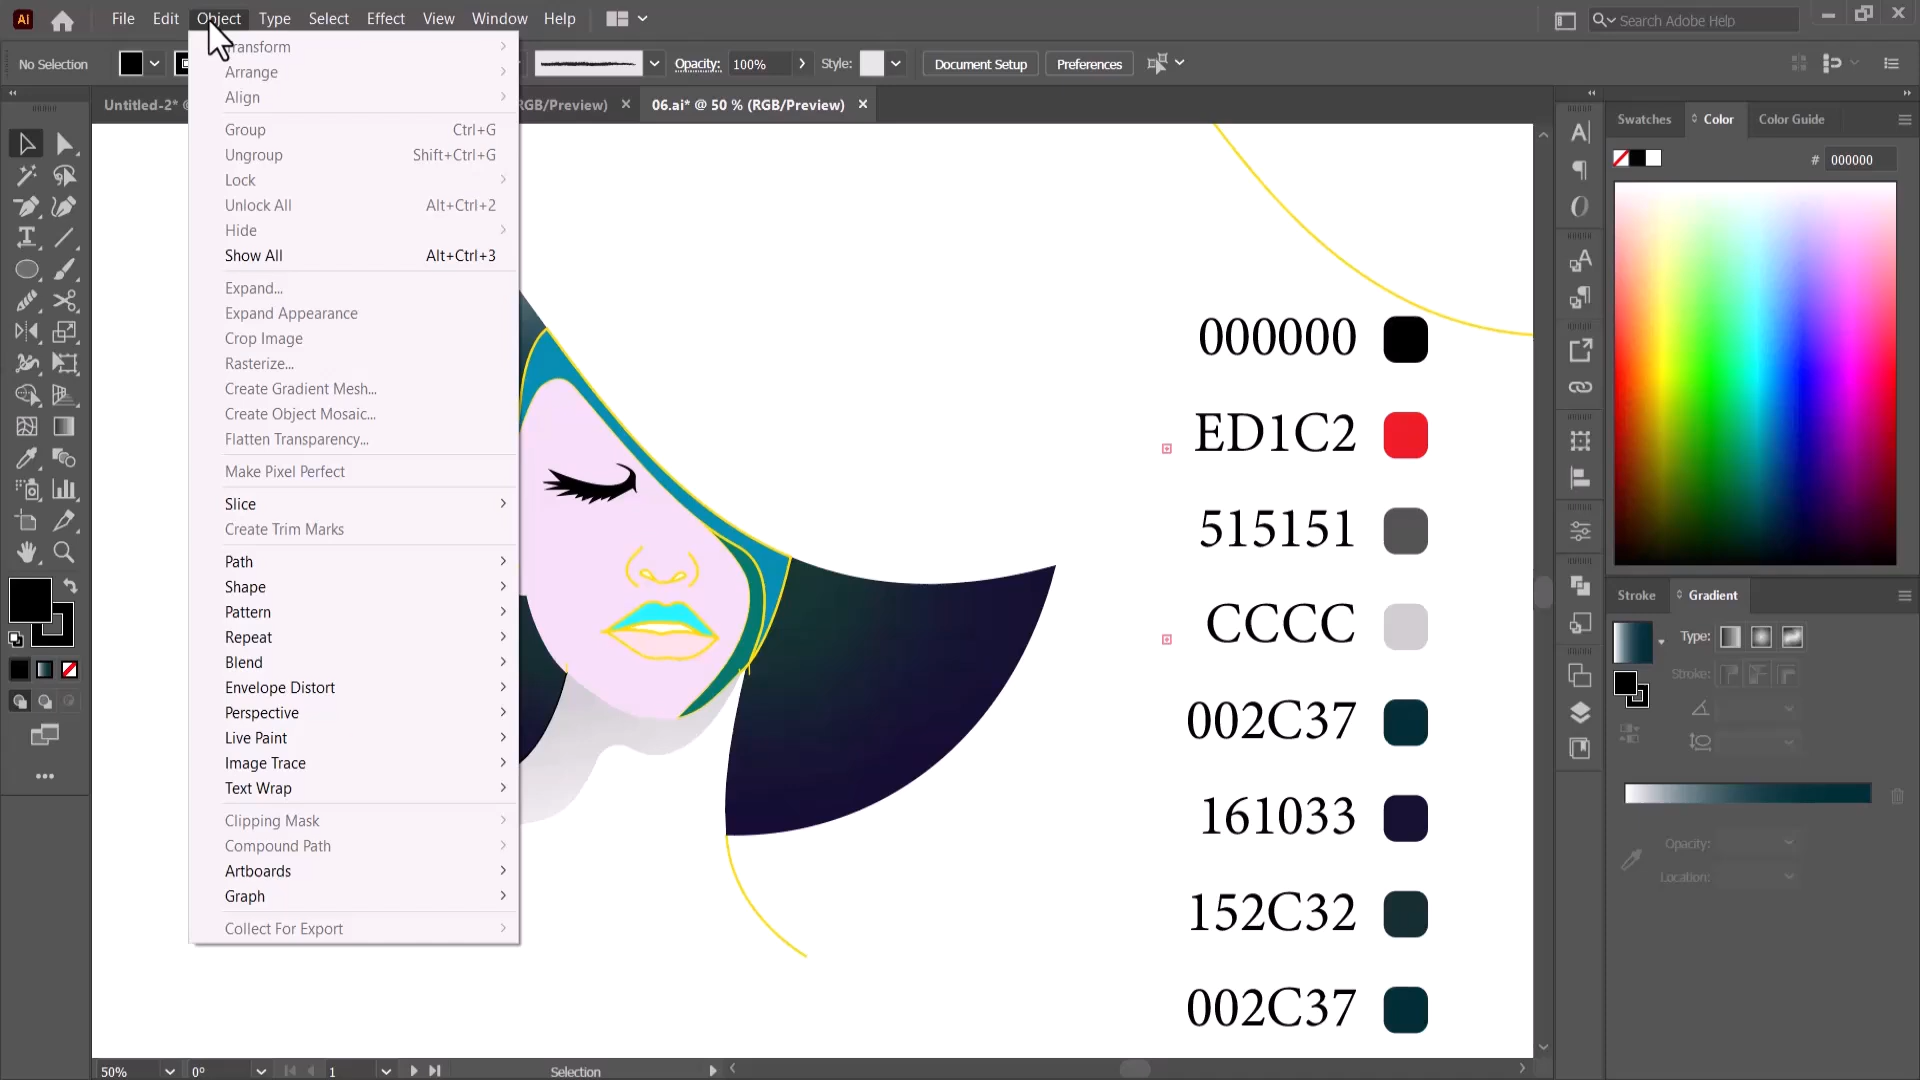 Ai File Edit Object Type Select Effect View Window Help Search Adobe Help
No Selection Opacity: 100% Style: Document Setup Preferences
Untitled-2* RGB/Preview) × 06.ai* @ 50 % (RGB/Preview) ×
Transform
Arrange
Align
Group Ctrl+G
Ungroup Shift+Ctrl+G
Lock
Unlock All Alt+Ctrl+2
Hide
Show All Alt+Ctrl+3
Expand...
Expand Appearance
Crop Image
Rasterize...
Create Gradient Mesh...
Create Object Mosaic...
Flatten Transparency...
Make Pixel Perfect
Slice
Create Trim Marks
Path
Shape
Pattern
Repeat
Blend
Envelope Distort
Perspective
Live Paint
Image Trace
Text Wrap
Clipping Mask
Compound Path
Artboards
Graph
Collect For Export
000000
ED1C2
515151
CCCC
002C37
161033
152C32
002C37
Swatches Color Color Guide
# 000000
Stroke Gradient
Type:
Stroke:
Opacity:
Location:
50% 0° 1 Selection